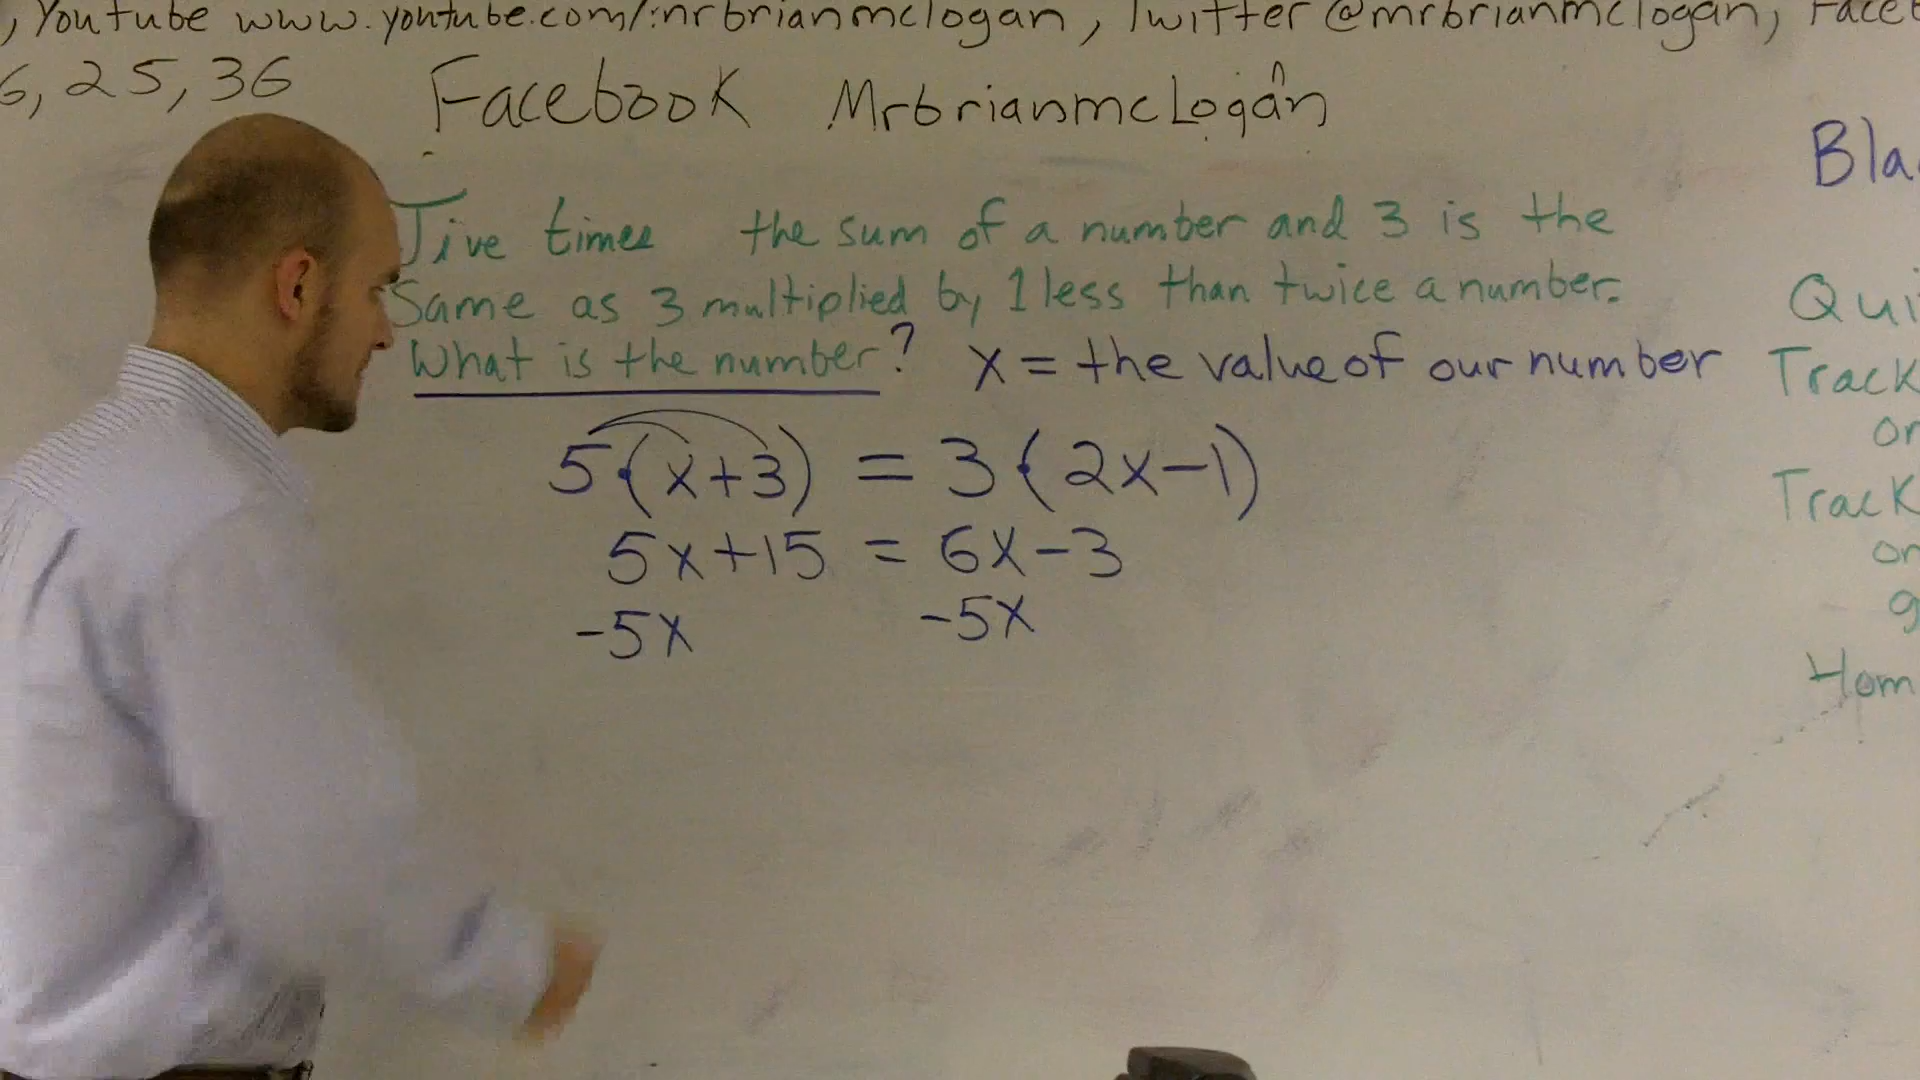 , Youtube www.youtube.com/mrbrianmclogan, Twitter @mrbrianmclogan, Faceb
6, 25, 36
Facebook Mrbrianmclogan
Bla
Five times the sum of a number and 3 is the
Same as 3 multiplied by 1 less than twice a number.
What is the number? x = the value of our number
5·(x+3) = 3·(2x-1)
5x+15 = 6x-3
-5x -5x
Qui
Track
on
Track
on
g
Hom